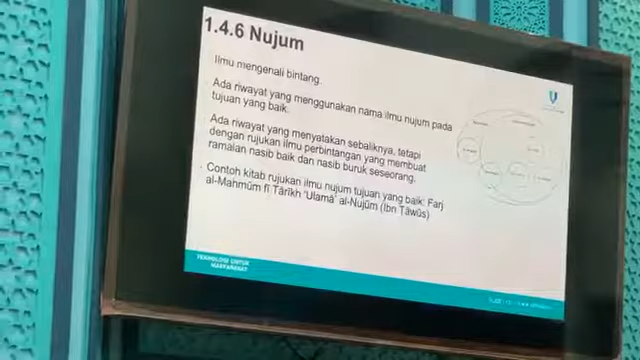 1.4.6 Nujum
Ilmu mengenali bintang.
Ada riwayat yang menggunakan nama ilmu nujum pada
tujuan yang baik.
Ada riwayat yang menyatakan sebaliknya, tetapi
dengan rujukan ilmu perbintangan yang membuat
ramalan nasib baik dan nasib buruk seseorang.
Contoh kitab rujukan ilmu nujum tujuan yang baik: Farj
al-Mahmūm fī Tārīkh ‘Ulamā’ al-Nujūm (Ibn Tāwūs)
TEKNOLOGI UNTUK
MASYARAKAT